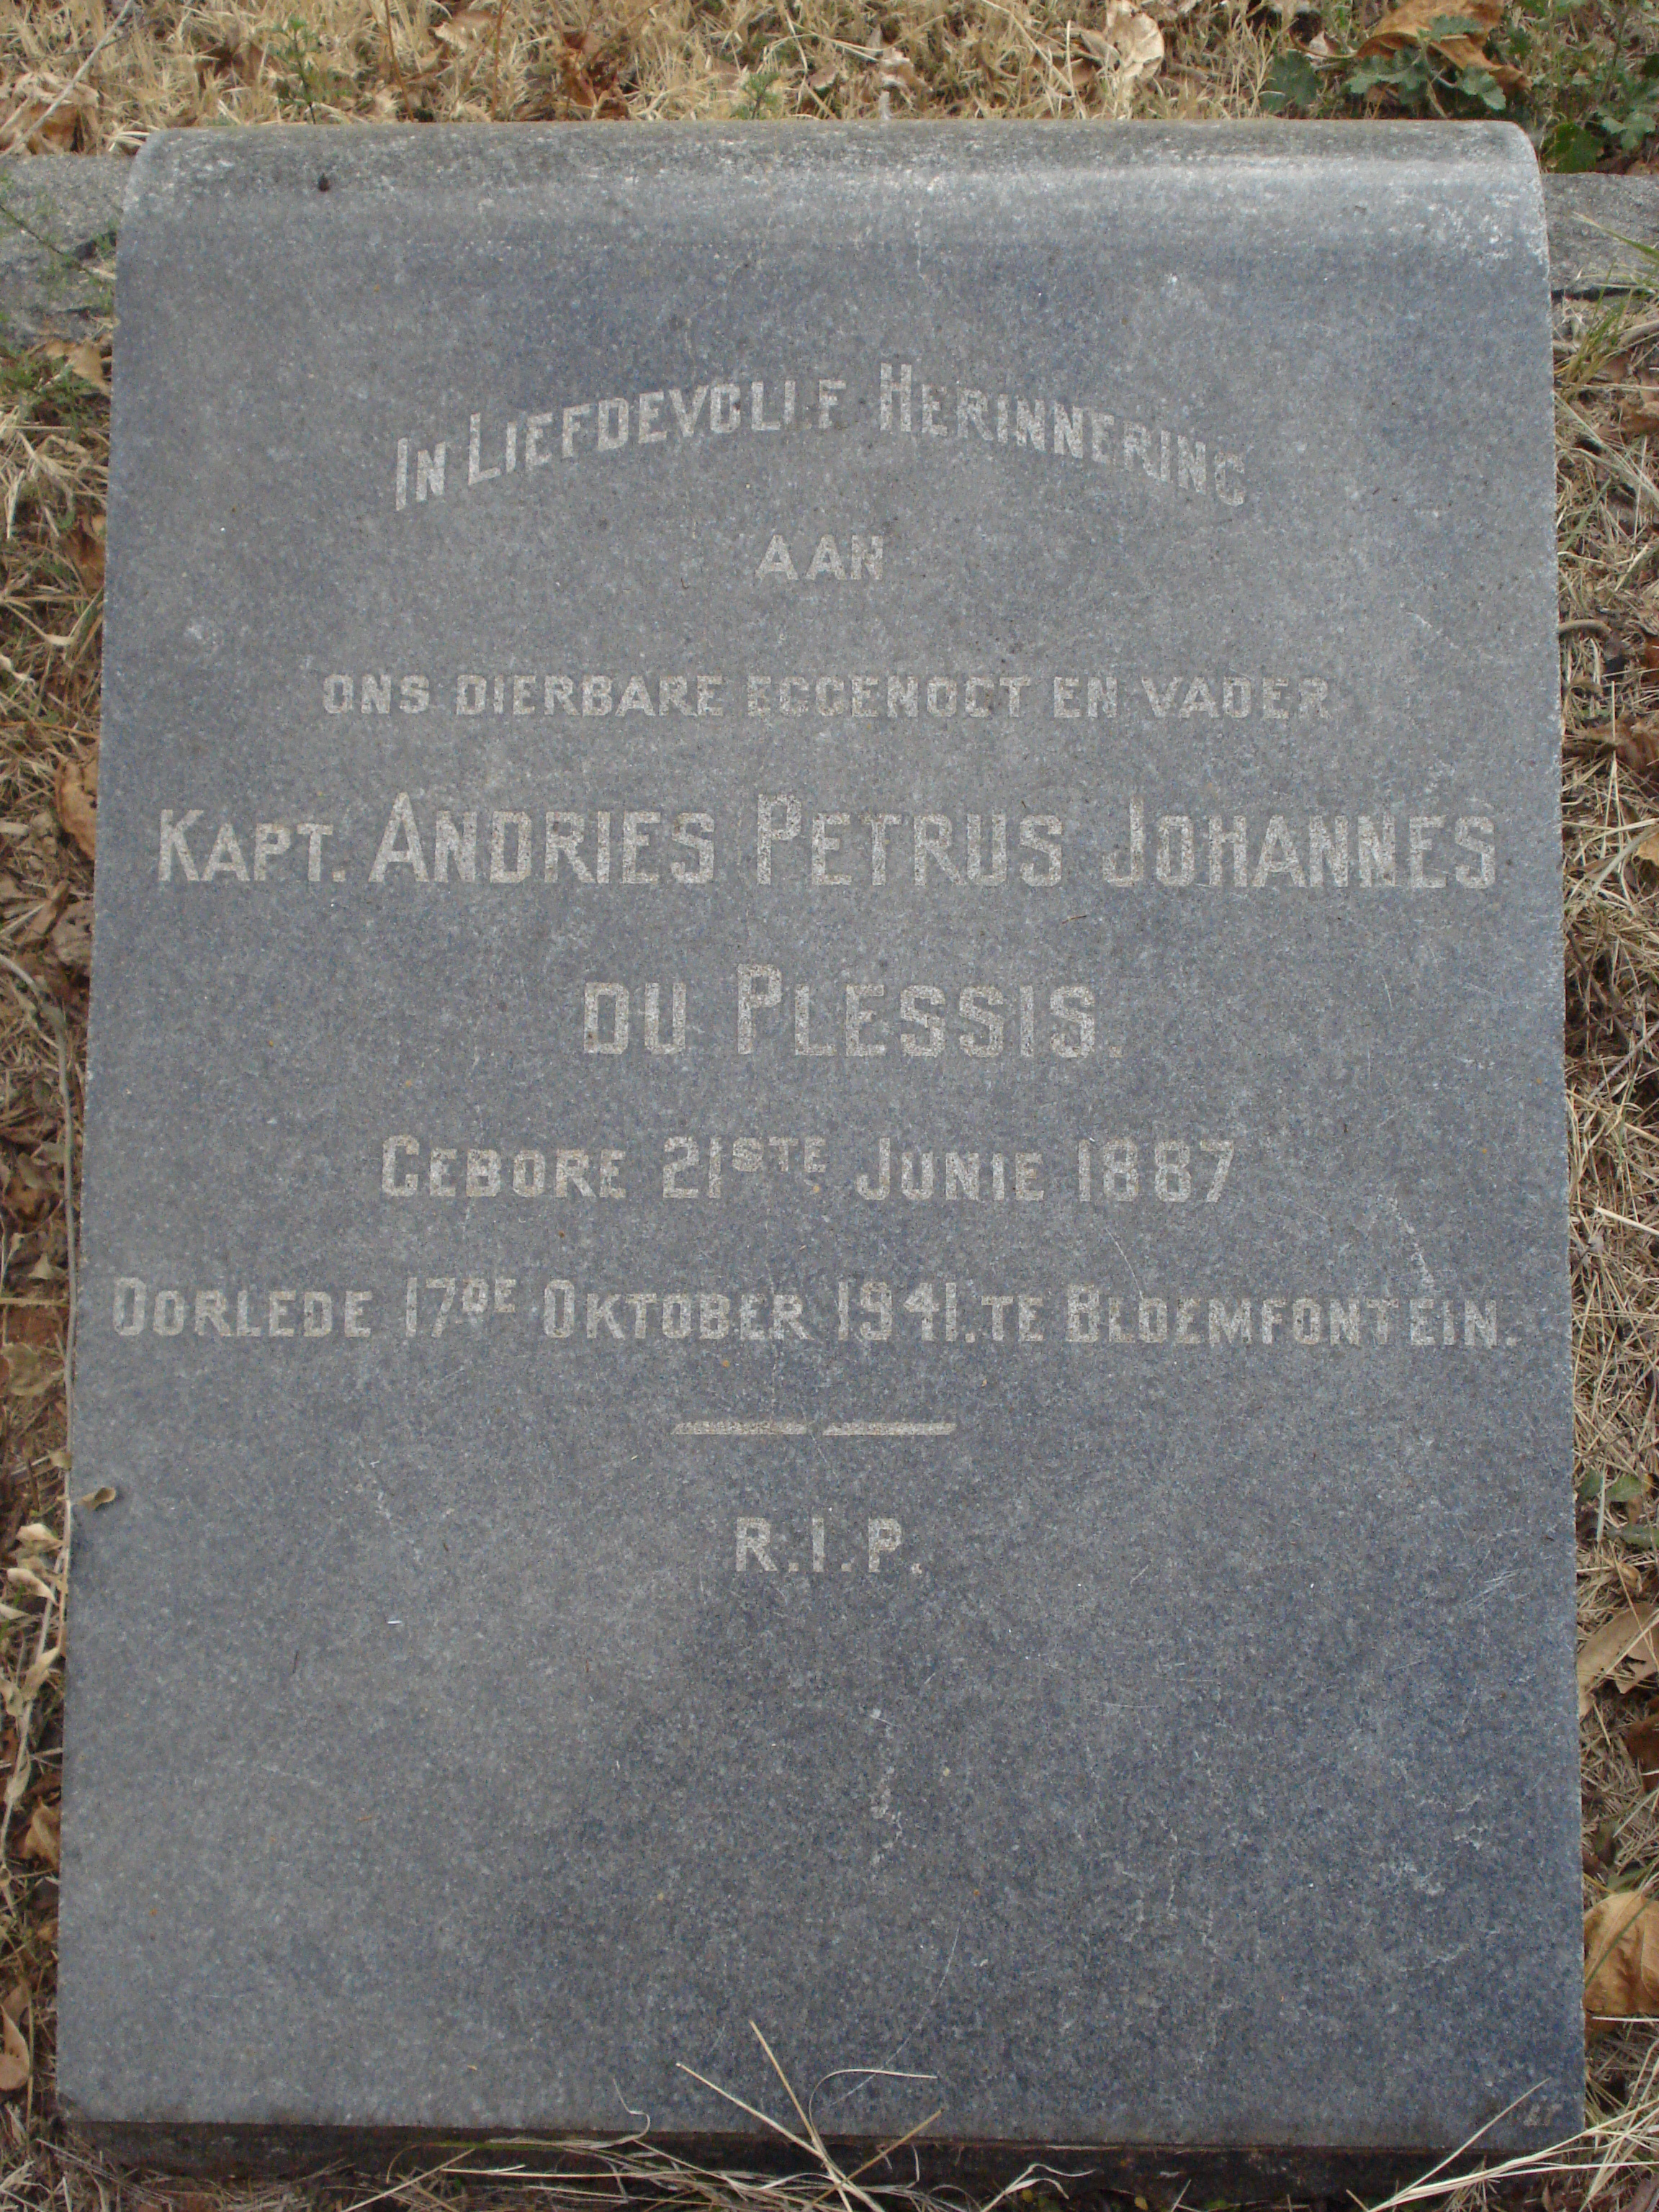 IN LIEFDEVOLLE HERINNERING
AAN
ONS DIERBARE EGGENOOT EN VADER
KAPT. ANDRIES PETRUS JOHANNES
DU PLESSIS.
GEBORE 21STE JUNIE 1887
OORLEDE 17DE OKTOBER 1941. TE BLOEMFONTEIN.
R.I.P.